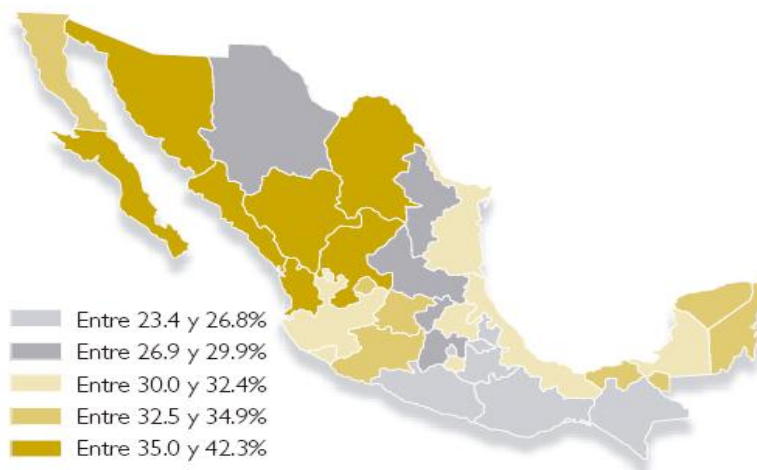 Entre 23.4 y 26.8%
Entre 26.9 y 29.9%
Entre 30.0 y 32.4%
Entre 32.5 y 34.9%
Entre 35.0 y 42.3%